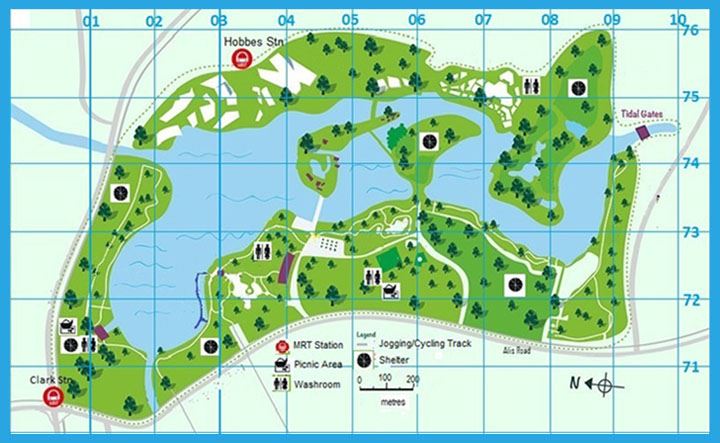 01 02 03 04 05 06 07 08 09 10
76
Hobbes Stn
75
Tidal Gates
74
73
72
MRT Station
Picnic Area
Washroom
Legend
Jogging/Cycling Track
Shelter
0 100 200
metres
Alis Road
71
Clark Stn
N